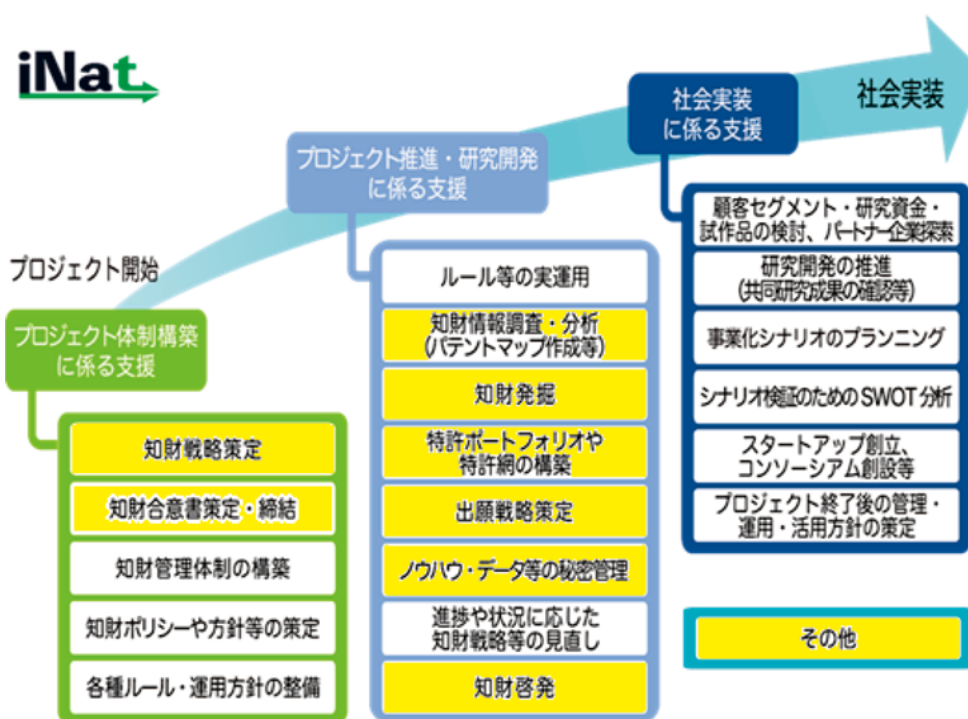 iNat
社会実装
に係る支援
社会実装
プロジェクト推進・研究開発
に係る支援
プロジェクト開始
プロジェクト体制構築
に係る支援
知財戦略策定
知財合意書策定・締結
知財管理体制の構築
知財ポリシーや方針等の策定
各種ルール・運用方針の整備
ルール等の実運用
知財情報調査・分析
(パテントマップ作成等)
知財発掘
特許ポートフォリオや
特許網の構築
出願戦略策定
ノウハウ・データ等の秘密管理
進捗や状況に応じた
知財戦略等の見直し
知財啓発
顧客セグメント・研究資金・
試作品の検討、パートナー企業探索
研究開発の推進
(共同研究成果の確認等)
事業化シナリオのプランニング
シナリオ検証のための SWOT 分析
スタートアップ創立、
コンソーシアム創設等
プロジェクト終了後の管理・
運用・活用方針の策定
その他